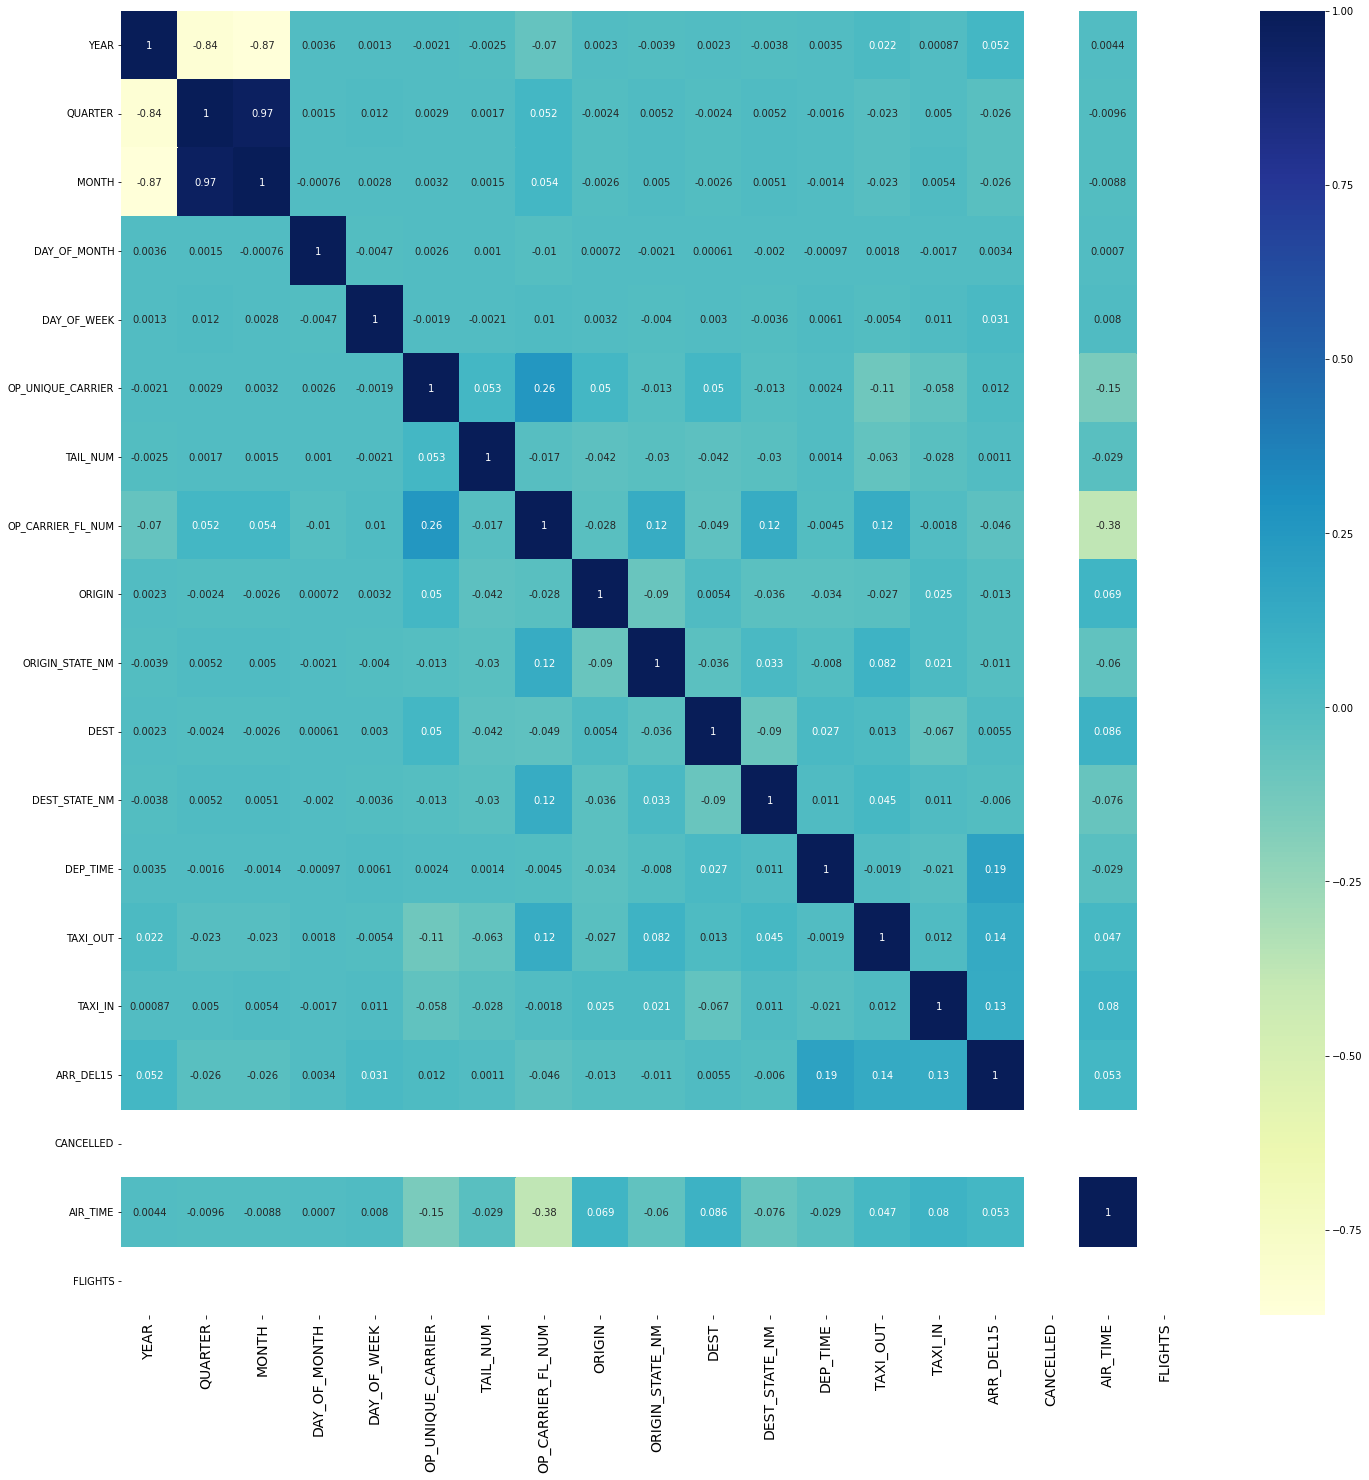 YEAR 1 -0.84 -0.87 0.0036 0.0013 -0.0021 -0.0025 -0.07 0.0023 -0.0039 0.0023 -0.0038 0.0035 0.022 0.00087 0.052 0.0044
QUARTER -0.84 1 0.97 0.0015 0.012 0.0029 0.0017 0.052 -0.0024 0.0052 -0.0024 0.0052 -0.0016 -0.023 0.005 -0.026 -0.0096
MONTH -0.87 0.97 1 -0.00076 0.0028 0.0032 0.0015 0.054 -0.0026 0.005 -0.0026 0.0051 -0.0014 -0.023 0.0054 -0.026 -0.0088
DAY_OF_MONTH 0.0036 0.0015 -0.00076 1 -0.0047 0.0026 0.001 -0.01 0.00072 -0.0021 0.00061 -0.002 -0.00097 0.0018 -0.0017 0.0034 0.0007
DAY_OF_WEEK 0.0013 0.012 0.0028 -0.0047 1 -0.0019 -0.0021 0.01 0.0032 -0.004 0.003 -0.0036 0.0061 -0.0054 0.011 0.031 0.008
OP_UNIQUE_CARRIER -0.0021 0.0029 0.0032 0.0026 -0.0019 1 0.053 0.26 0.05 -0.013 0.05 -0.013 0.0024 -0.11 -0.058 0.012 -0.15
TAIL_NUM -0.0025 0.0017 0.0015 0.001 -0.0021 0.053 1 -0.017 -0.042 -0.03 -0.042 -0.03 0.0014 -0.063 -0.028 0.0011 -0.029
OP_CARRIER_FL_NUM -0.07 0.052 0.054 -0.01 0.01 0.26 -0.017 1 -0.028 0.12 -0.049 0.12 -0.0045 0.12 -0.0018 -0.046 -0.38
ORIGIN 0.0023 -0.0024 -0.0026 0.00072 0.0032 0.05 -0.042 -0.028 1 -0.09 0.0054 -0.036 -0.034 -0.027 0.025 -0.013 0.069
ORIGIN_STATE_NM -0.0039 0.0052 0.005 -0.0021 -0.004 -0.013 -0.03 0.12 -0.09 1 -0.036 0.033 -0.008 0.082 0.021 -0.011 -0.06
DEST 0.0023 -0.0024 -0.0026 0.00061 0.003 0.05 -0.042 -0.049 0.0054 -0.036 1 -0.09 0.027 0.013 -0.067 0.0055 0.086
DEST_STATE_NM -0.0038 0.0052 0.0051 -0.002 -0.0036 -0.013 -0.03 0.12 -0.036 0.033 -0.09 1 0.011 0.045 0.011 -0.006 -0.076
DEP_TIME 0.0035 -0.0016 -0.0014 -0.00097 0.0061 0.0024 0.0014 -0.0045 -0.034 -0.008 0.027 0.011 1 -0.0019 -0.021 0.19 -0.029
TAXI_OUT 0.022 -0.023 -0.023 0.0018 -0.0054 -0.11 -0.063 0.12 -0.027 0.082 0.013 0.045 -0.0019 1 0.012 0.14 0.047
TAXI_IN 0.00087 0.005 0.0054 -0.0017 0.011 -0.058 -0.028 -0.0018 0.025 0.021 -0.067 0.011 -0.021 0.012 1 0.13 0.08
ARR_DEL15 0.052 -0.026 -0.026 0.0034 0.031 0.012 0.0011 -0.046 -0.013 -0.011 0.0055 -0.006 0.19 0.14 0.13 1 0.053
CANCELLED
AIR_TIME 0.0044 -0.0096 -0.0088 0.0007 0.008 -0.15 -0.029 -0.38 0.069 -0.06 0.086 -0.076 -0.029 0.047 0.08 0.053 1
FLIGHTS
YEAR
QUARTER
MONTH
DAY_OF_MONTH
DAY_OF_WEEK
OP_UNIQUE_CARRIER
TAIL_NUM
OP_CARRIER_FL_NUM
ORIGIN
ORIGIN_STATE_NM
DEST
DEST_STATE_NM
DEP_TIME
TAXI_OUT
TAXI_IN
ARR_DEL15
CANCELLED
AIR_TIME
FLIGHTS
1.00
0.75
0.50
0.25
0.00
−0.25
−0.50
−0.75